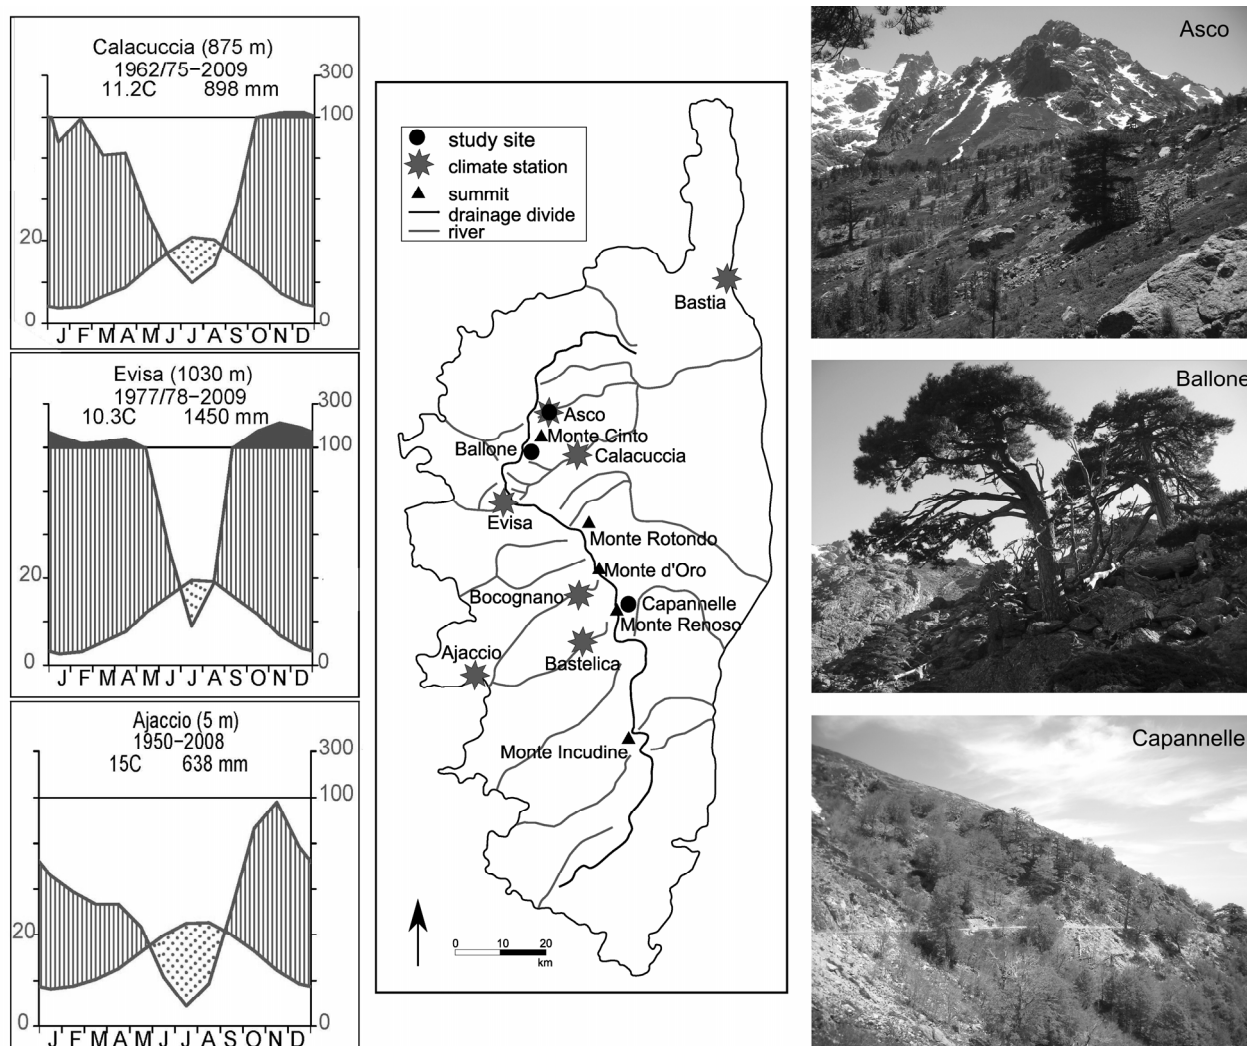 Calacuccia (875 m)
1962/75–2009
11.2C 898 mm
300
100
20
0 0
J F M A M J J A S O N D
Evisa (1030 m)
1977/78–2009
10.3C 1450 mm
300
100
20
0 0
J F M A M J J A S O N D
Ajaccio (5 m)
1950–2008
15C 638 mm
300
100
20
0 0
J F M A M J J A S O N D
study site
climate station
summit
drainage divide
river
Bastia
Asco
Monte Cinto
Ballone
Calacuccia
Evisa
Monte Rotondo
Monte d'Oro
Bocognano
Capannelle
Monte Renoso
Ajaccio
Bastelica
Monte Incudine
0 10 20
km
Asco
Ballone
Capannelle